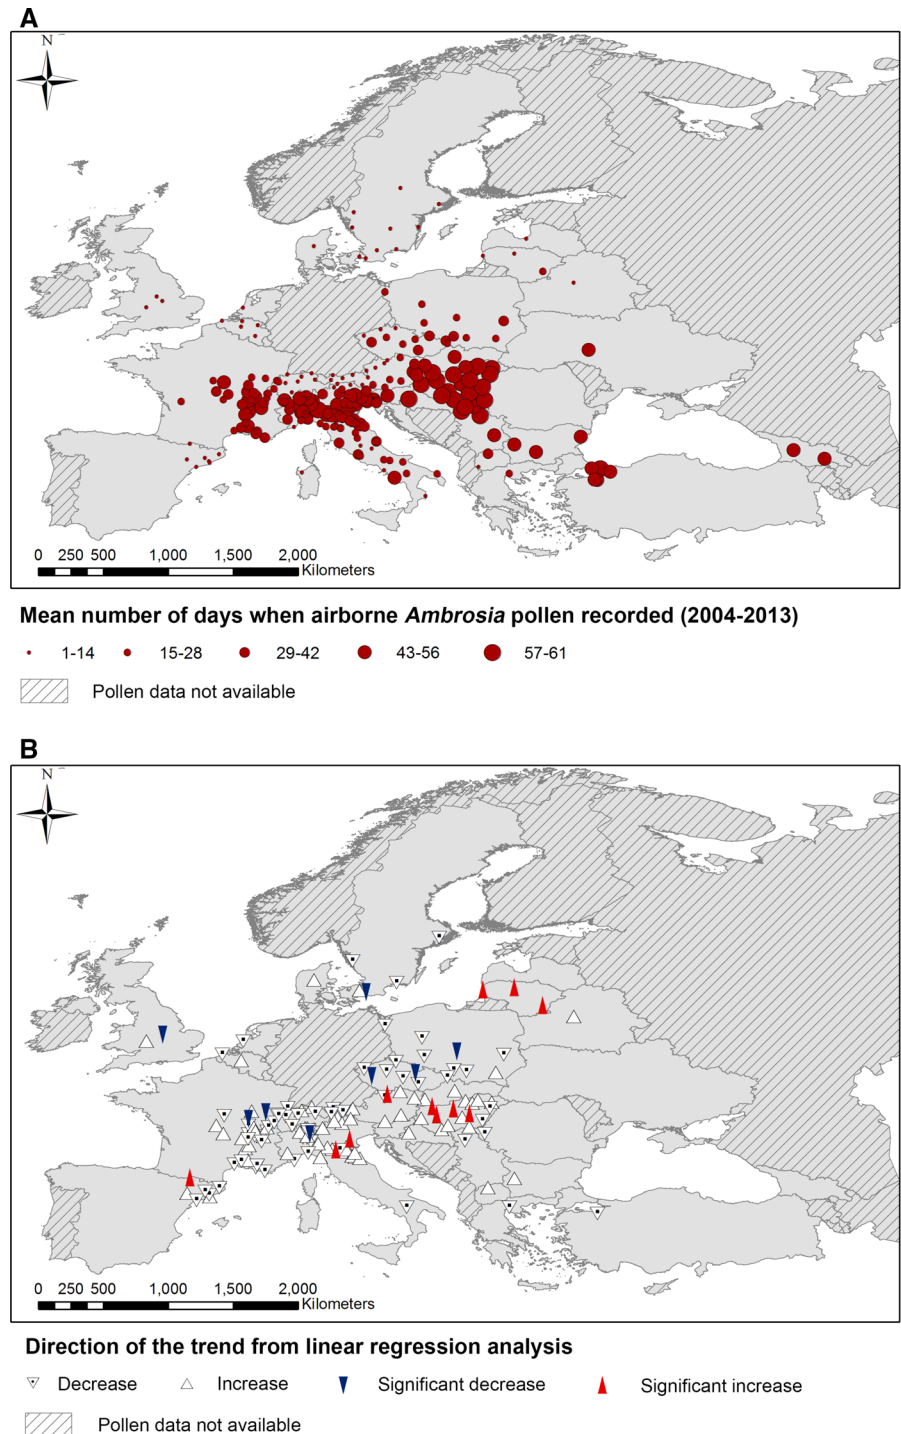 A
N
0 250 500 1,000 1,500 2,000
Kilometers
Mean number of days when airborne Ambrosia pollen recorded (2004-2013)
1-14 15-28 29-42 43-56 57-61
Pollen data not available
B
N
0 250 500 1,000 1,500 2,000
Kilometers
Direction of the trend from linear regression analysis
Decrease Increase Significant decrease Significant increase
Pollen data not available